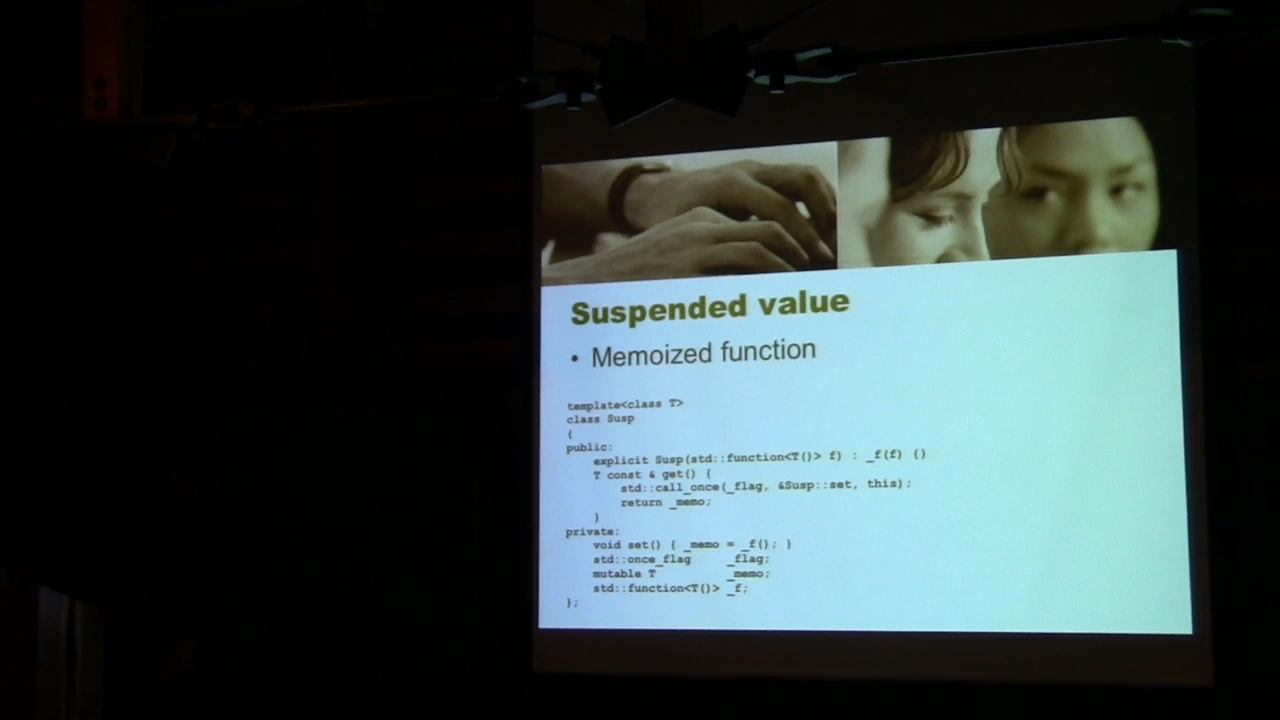 Suspended value
• Memoized function
template<class T>
class Susp
{
public:
    explicit Susp(std::function<T()> f) : _f(f) {}
    T const & get() {
        std::call_once(_flag, &Susp::set, this);
        return _memo;
    }
private:
    void set() { _memo = _f(); }
    std::once_flag     _flag;
    mutable T          _memo;
    std::function<T()> _f;
};